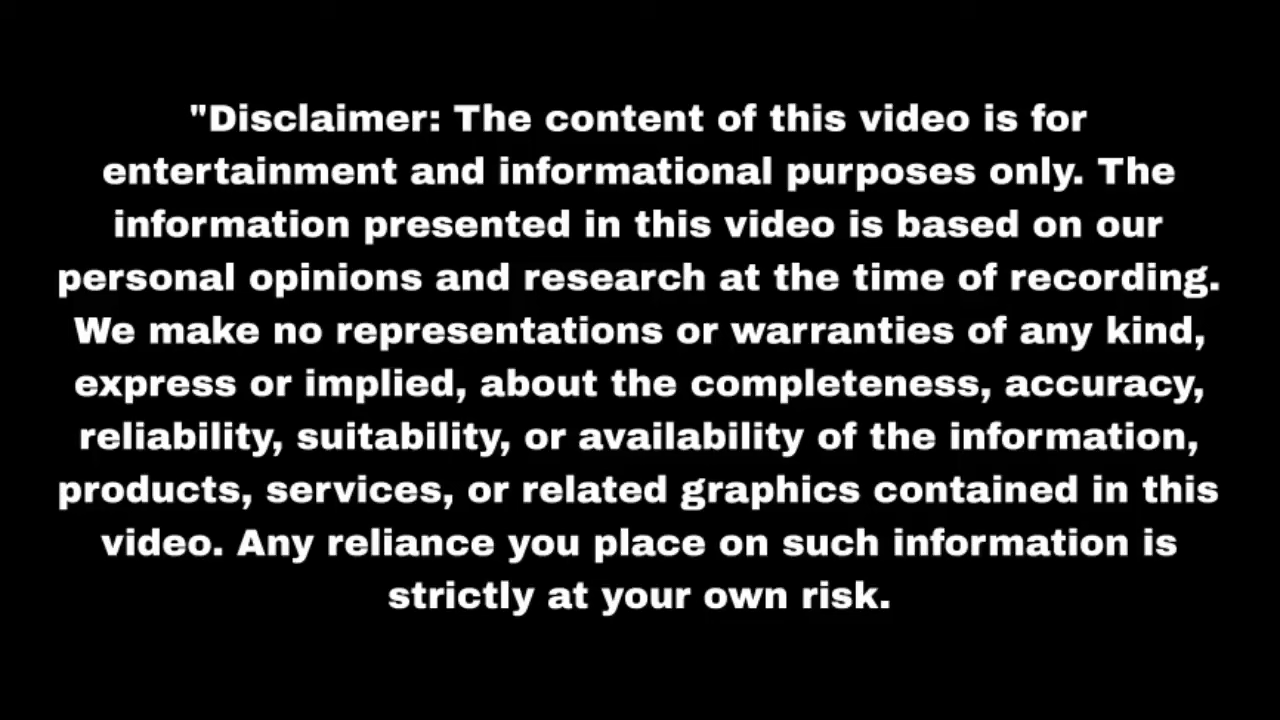 "Disclaimer: The content of this video is for
entertainment and informational purposes only. The
information presented in this video is based on our
personal opinions and research at the time of recording.
We make no representations or warranties of any kind,
express or implied, about the completeness, accuracy,
reliability, suitability, or availability of the information,
products, services, or related graphics contained in this
video. Any reliance you place on such information is
strictly at your own risk.